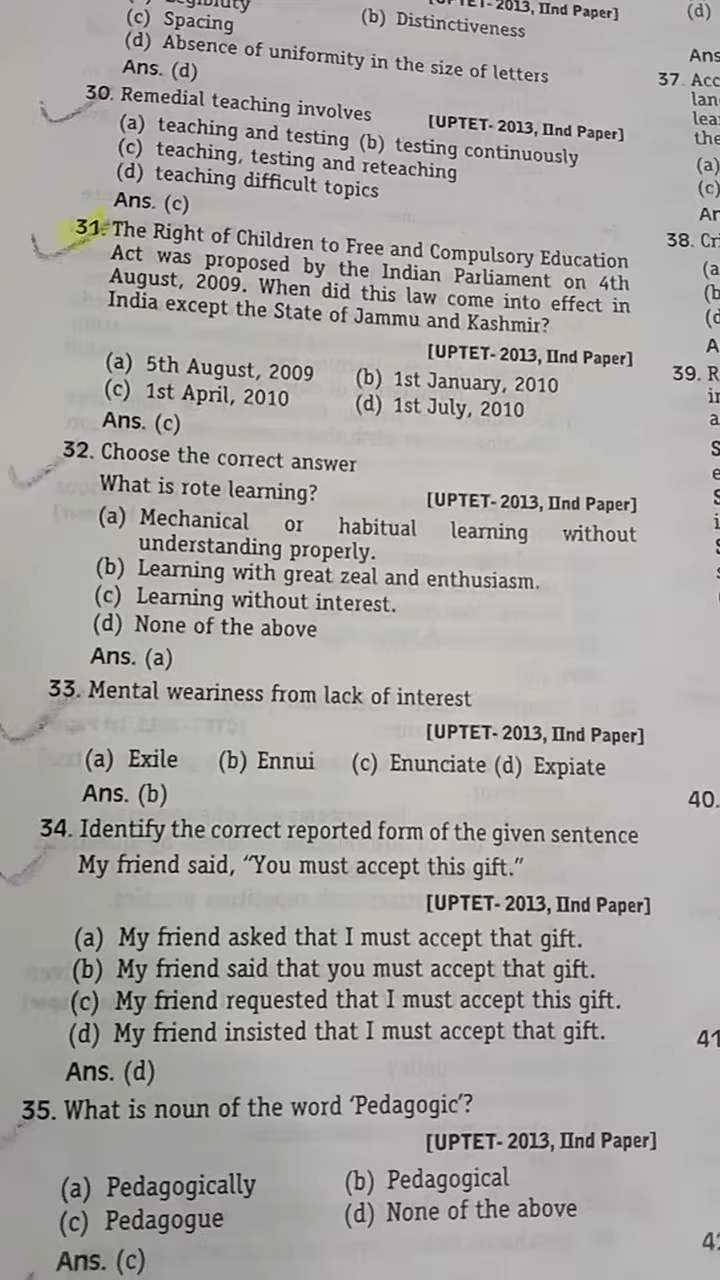 (c) Spacing (b) Distinctiveness
2013, IInd Paper]
(d) Absence of uniformity in the size of letters
Ans. (d)
30. Remedial teaching involves
[UPTET- 2013, IInd Paper]
(a) teaching and testing (b) testing continuously
(c) teaching, testing and reteaching
(d) teaching difficult topics
Ans. (c)
31. The Right of Children to Free and Compulsory Education
Act was proposed by the Indian Parliament on 4th
August, 2009. When did this law come into effect in
India except the State of Jammu and Kashmir?
[UPTET- 2013, IInd Paper]
(a) 5th August, 2009 (b) 1st January, 2010
(c) 1st April, 2010 (d) 1st July, 2010
Ans. (c)
32. Choose the correct answer
What is rote learning? [UPTET- 2013, IInd Paper]
(a) Mechanical or habitual learning without
understanding properly.
(b) Learning with great zeal and enthusiasm.
(c) Learning without interest.
(d) None of the above
Ans. (a)
33. Mental weariness from lack of interest
[UPTET- 2013, IInd Paper]
(a) Exile (b) Ennui (c) Enunciate (d) Expiate
Ans. (b)
34. Identify the correct reported form of the given sentence
My friend said, “You must accept this gift.”
[UPTET- 2013, IInd Paper]
(a) My friend asked that I must accept that gift.
(b) My friend said that you must accept that gift.
(c) My friend requested that I must accept this gift.
(d) My friend insisted that I must accept that gift.
Ans. (d)
35. What is noun of the word ‘Pedagogic’?
[UPTET- 2013, IInd Paper]
(a) Pedagogically (b) Pedagogical
(c) Pedagogue (d) None of the above
Ans. (c)
(d)
Ans
37.
(a)
(c)
38.
39.
40.
41